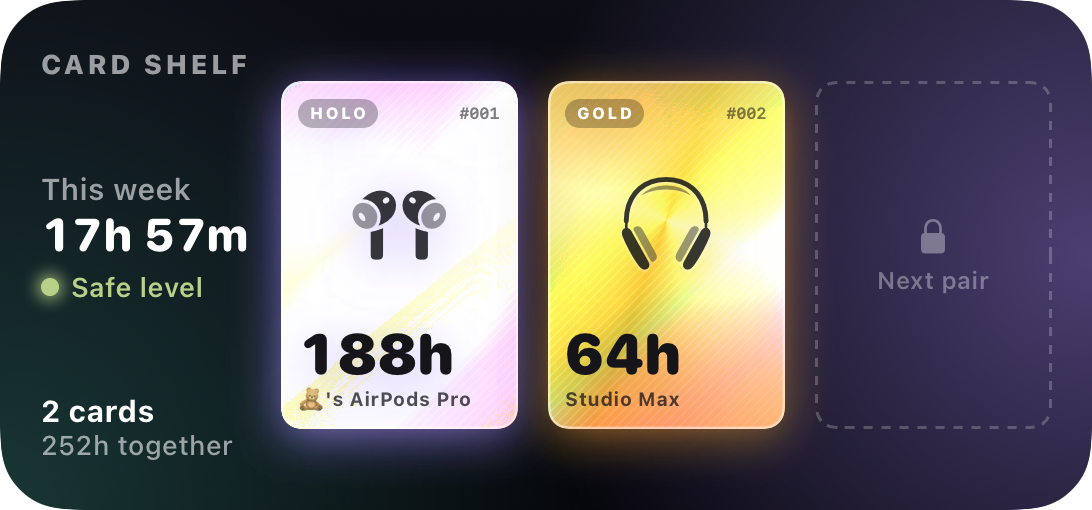 CARD SHELF
This week
17h 57m
Safe level
2 cards
252h together
HOLO #001
188h
🧸's AirPods Pro
GOLD #002
64h
Studio Max
Next pair